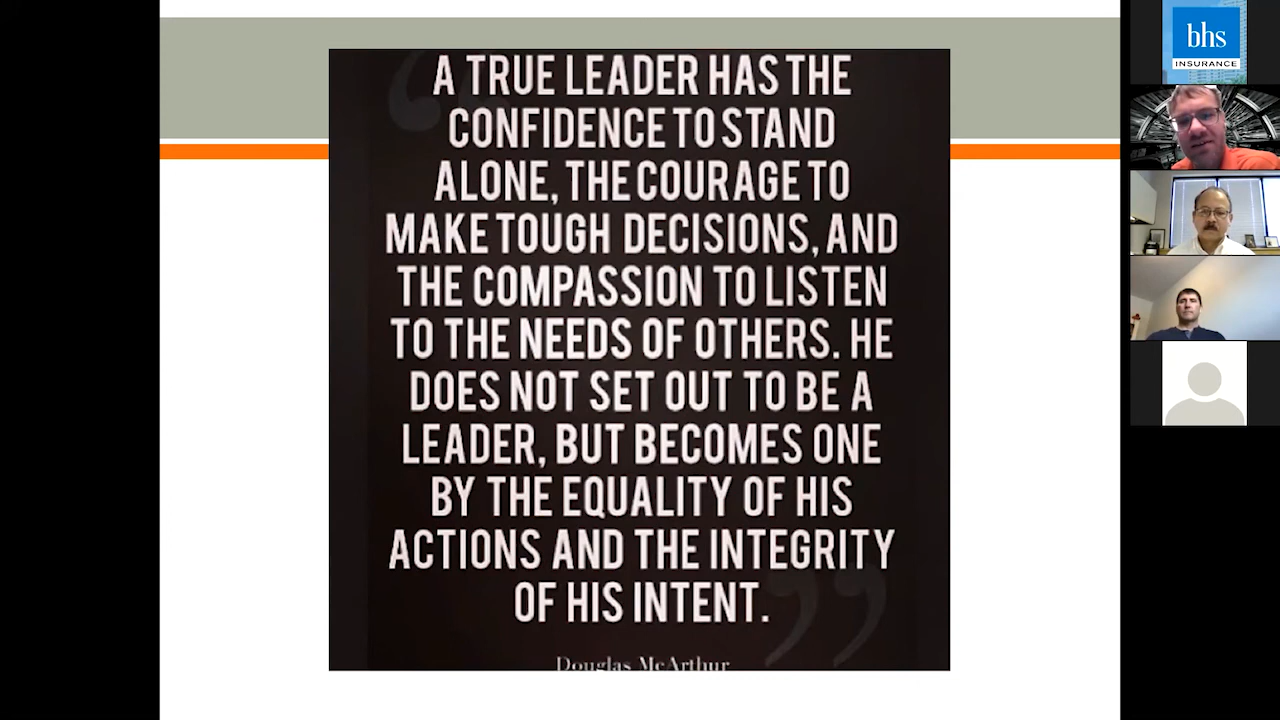 A TRUE LEADER HAS THE
CONFIDENCE TO STAND
ALONE, THE COURAGE TO
MAKE TOUGH DECISIONS, AND
THE COMPASSION TO LISTEN
TO THE NEEDS OF OTHERS. HE
DOES NOT SET OUT TO BE A
LEADER, BUT BECOMES ONE
BY THE EQUALITY OF HIS
ACTIONS AND THE INTEGRITY
OF HIS INTENT.
Douglas McArthur
bhs
INSURANCE